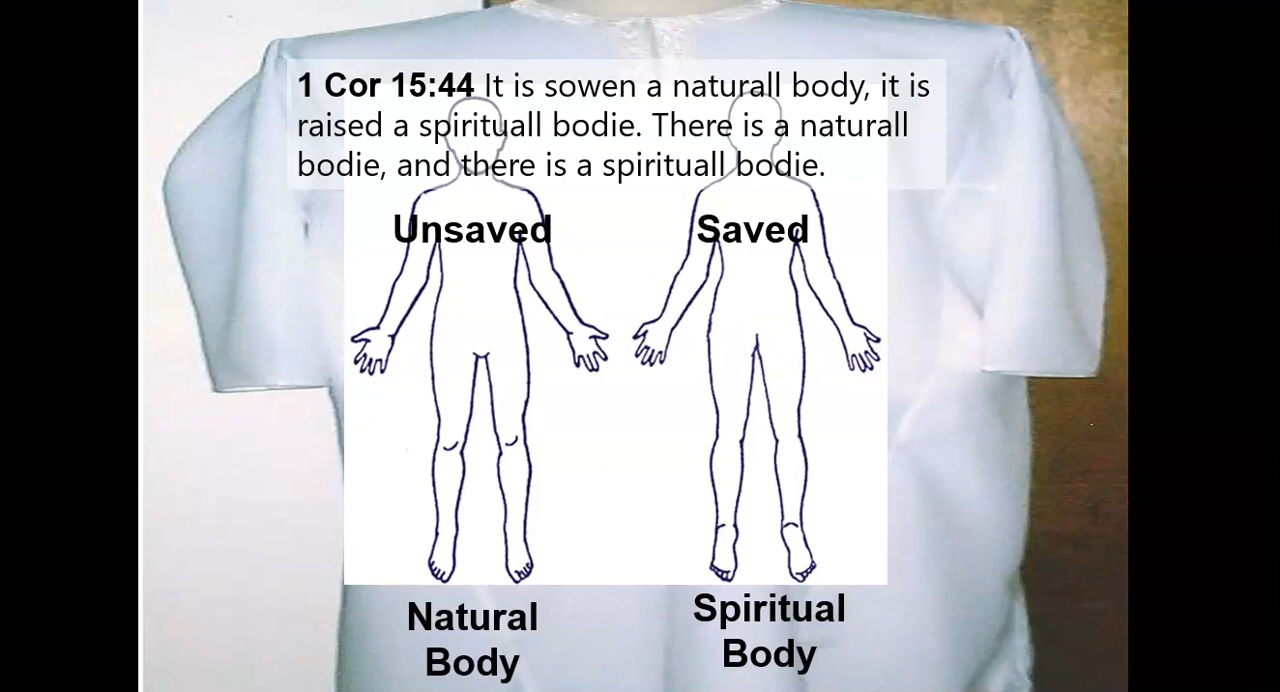 1 Cor 15:44 It is sowen a naturall body, it is
raised a spirituall bodie. There is a naturall
bodie, and there is a spirituall bodie.
Unsaved
Saved
Natural
Body
Spiritual
Body